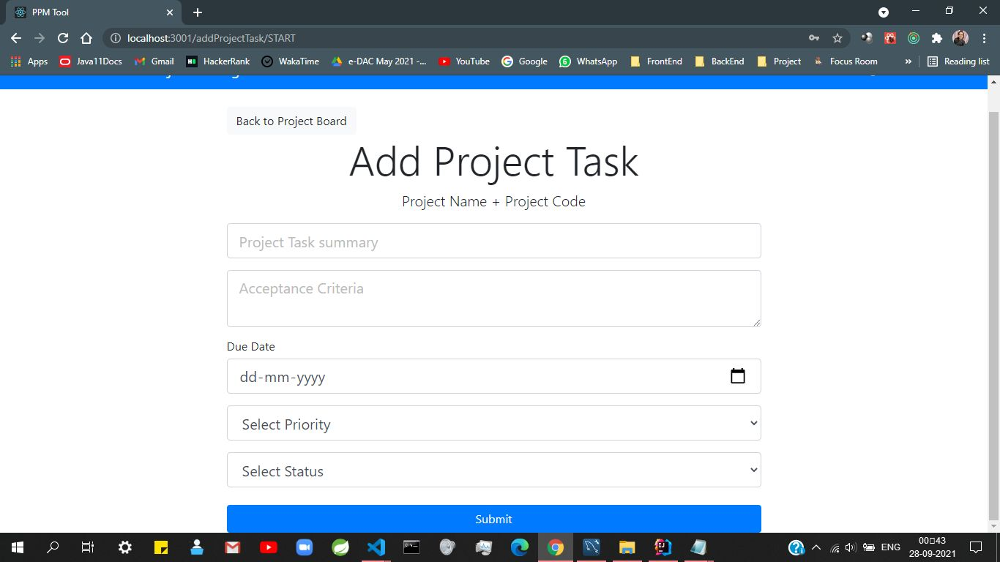 PPM Tool
localhost:3001/addProjectTask/START
Apps Java11Docs Gmail HackerRank WakaTime e-DAC May 2021 -... YouTube Google WhatsApp FrontEnd BackEnd Project Focus Room » Reading list
Back to Project Board
Add Project Task
Project Name + Project Code
Project Task summary
Acceptance Criteria
Due Date
dd-mm-yyyy
Select Priority
Select Status
Submit
ENG
00▯43
28-09-2021